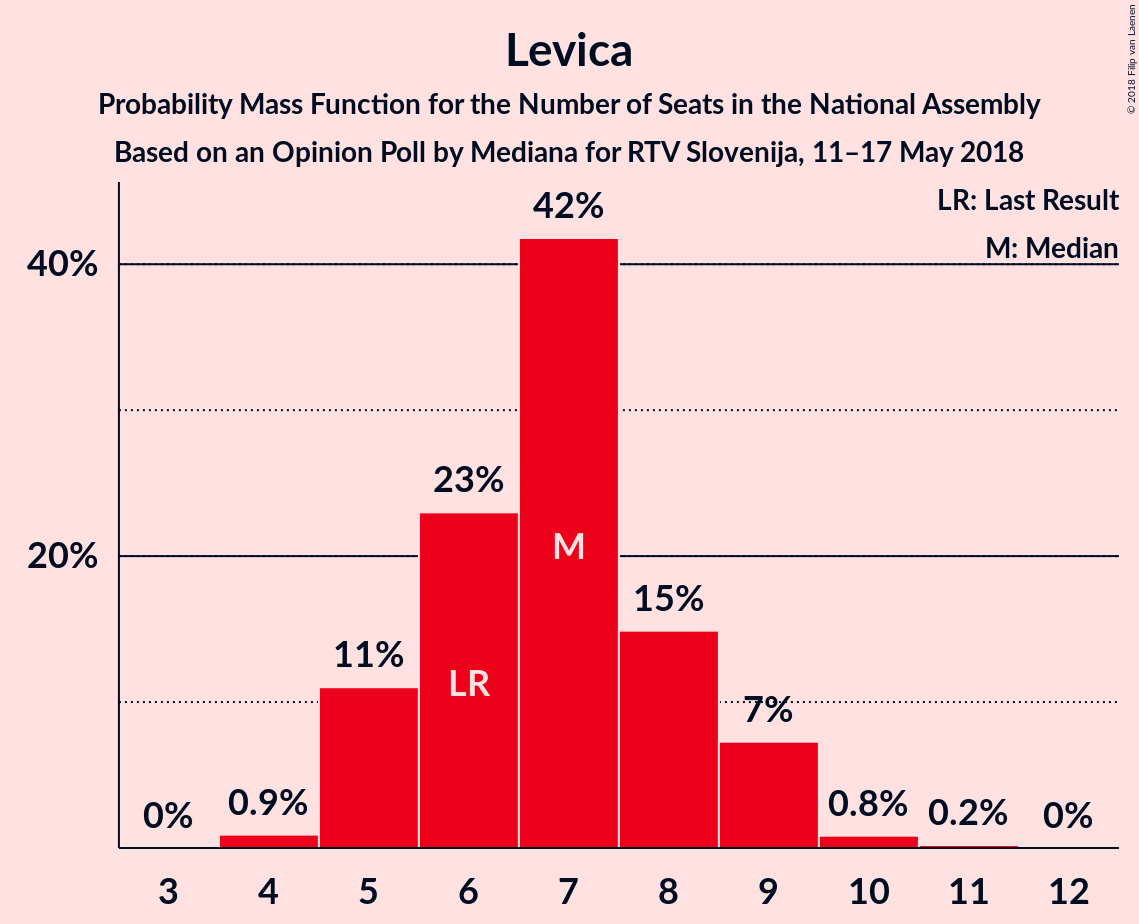 Levica
Probability Mass Function for the Number of Seats in the National Assembly
Based on an Opinion Poll by Mediana for RTV Slovenija, 11–17 May 2018
© 2018 Filip van Laenen
LR: Last Result
M: Median
42%
40%
23%
M
20%
15%
11%
LR
7%
0%
0.9%
0.8%
0.2%
0%
3 4 5 6 7 8 9 10 11 12